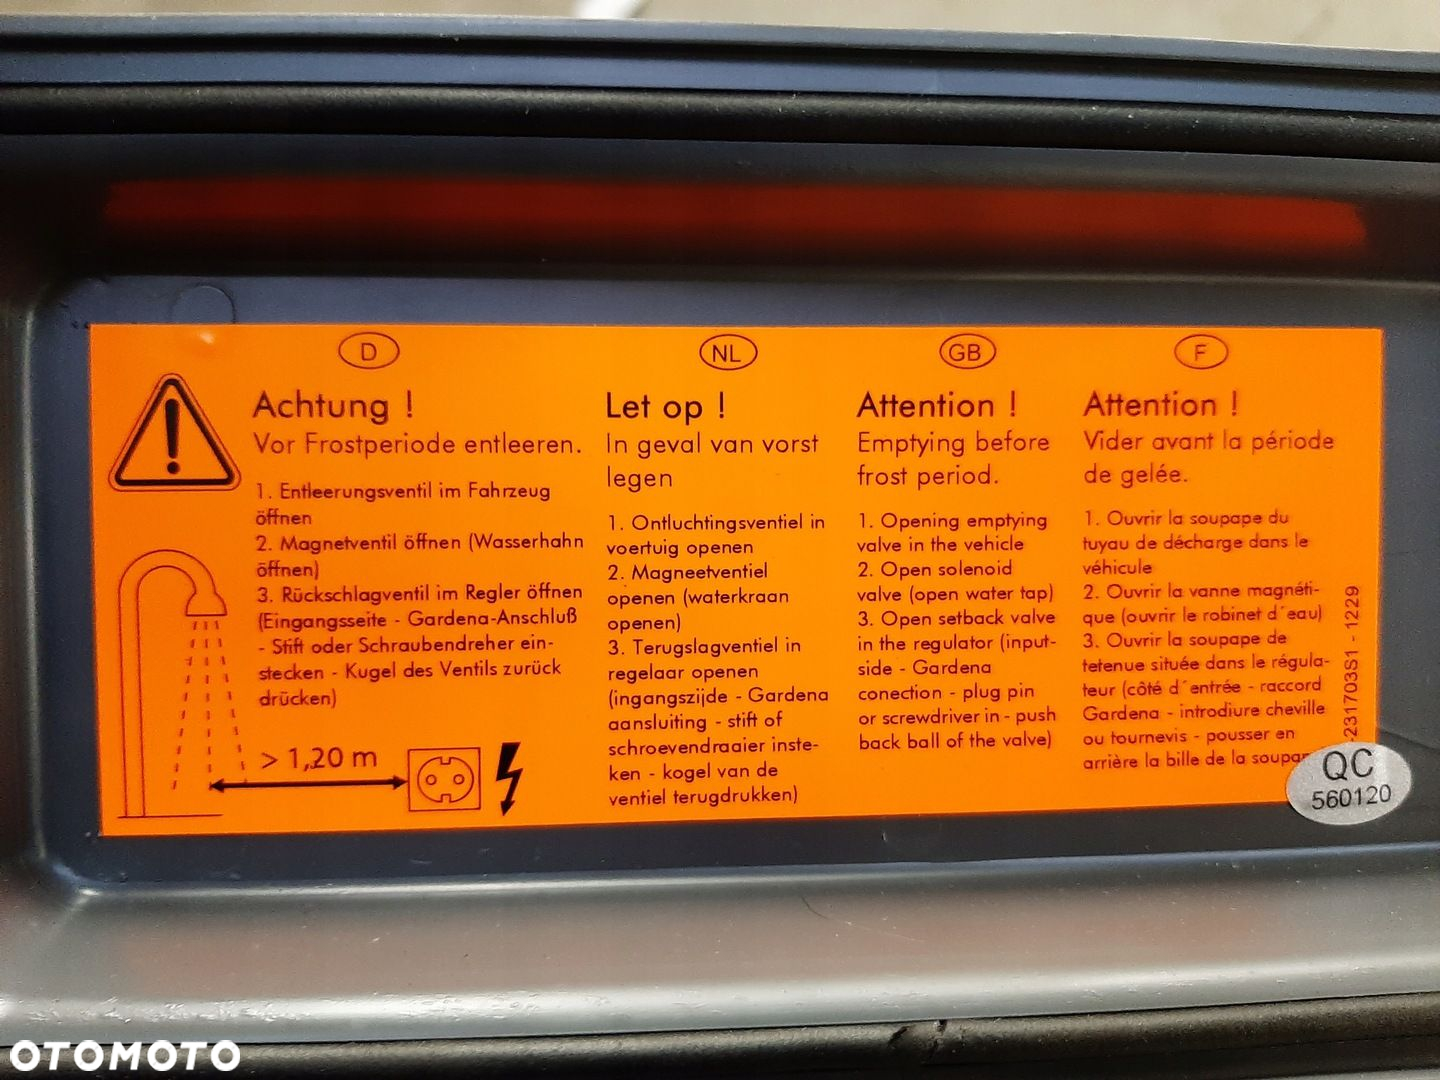 D
Achtung !
Vor Frostperiode entleeren.
1. Entleerungsventil im Fahrzeug
öffnen
2. Magnetventil öffnen (Wasserhahn
öffnen)
3. Rückschlagventil im Regler öffnen
(Eingangsseite - Gardena-Anschluß
- Stift oder Schraubendreher ein-
stecken - Kugel des Ventils zurück
drücken)
> 1,20 m
NL
Let op !
In geval van vorst
legen
1. Ontluchtingsventiel in
voertuig openen
2. Magneetventiel
openen (waterkraan
openen)
3. Terugslagventiel in
regelaar openen
(ingangszijde - Gardena
aansluiting - stift of
schroevendraaier inste-
ken - kogel van de
ventiel terugdrukken)
GB
Attention !
Emptying before
frost period.
1. Opening emptying
valve in the vehicle
2. Open solenoid
valve (open water tap)
3. Open setback valve
in the regulator (input-
side - Gardena
conection - plug pin
or screwdriver in - push
back ball of the valve)
F
Attention !
Vider avant la période
de gelée.
1. Ouvrir la soupape du
tuyau de décharge dans le
véhicule
2. Ouvrir la vanne magnéti-
que (ouvrir le robinet d´eau)
3. Ouvrir la soupape de
tetenue située dans le régula-
teur (côté d´entrée - raccord
Gardena - introdiure cheville
ou tournevis - pousser en
arrière la bille de la soupa
-231703S1 - 1229
QC
560120
OTOMOTO